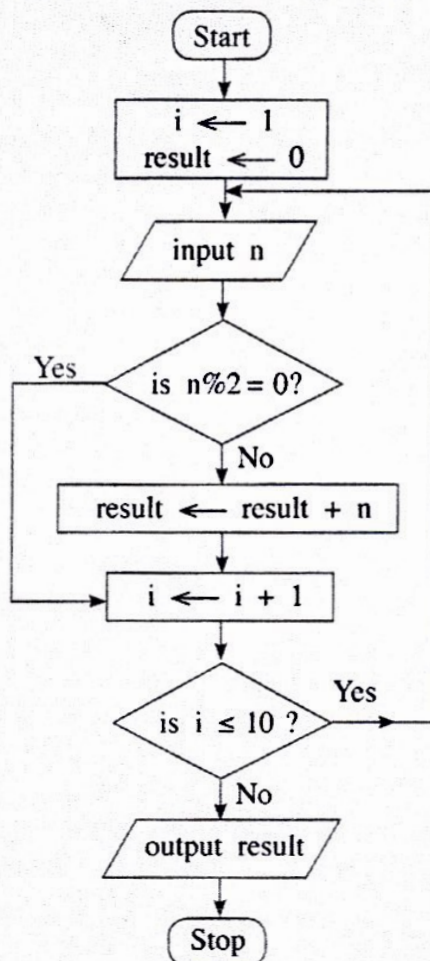 Start
i ← 1
result ← 0
input n
Yes
is n%2 = 0?
No
result ← result + n
i ← i + 1
Yes
is i ≤ 10 ?
No
output result
Stop